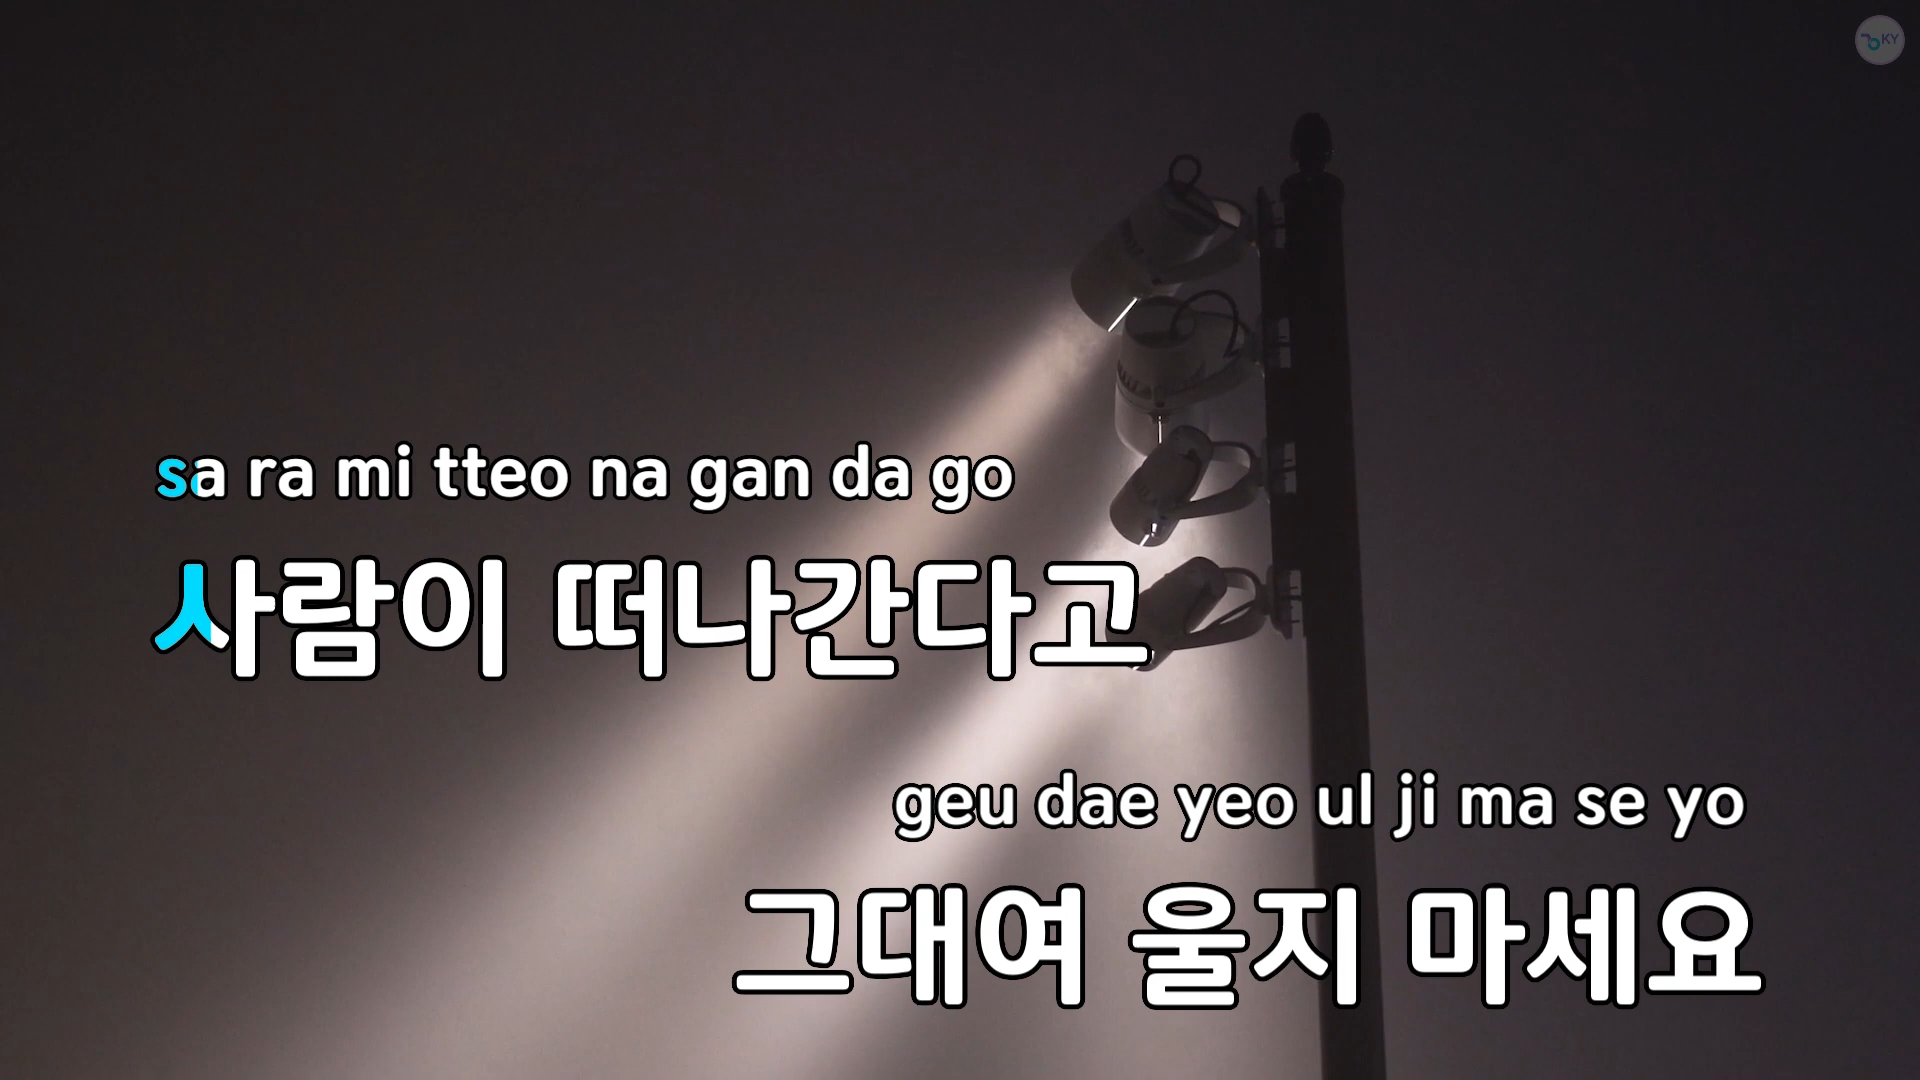 KY
sa ra mi tteo na gan da go
사람이 떠나간다고
geu dae yeo ul ji ma se yo
그대여 울지 마세요